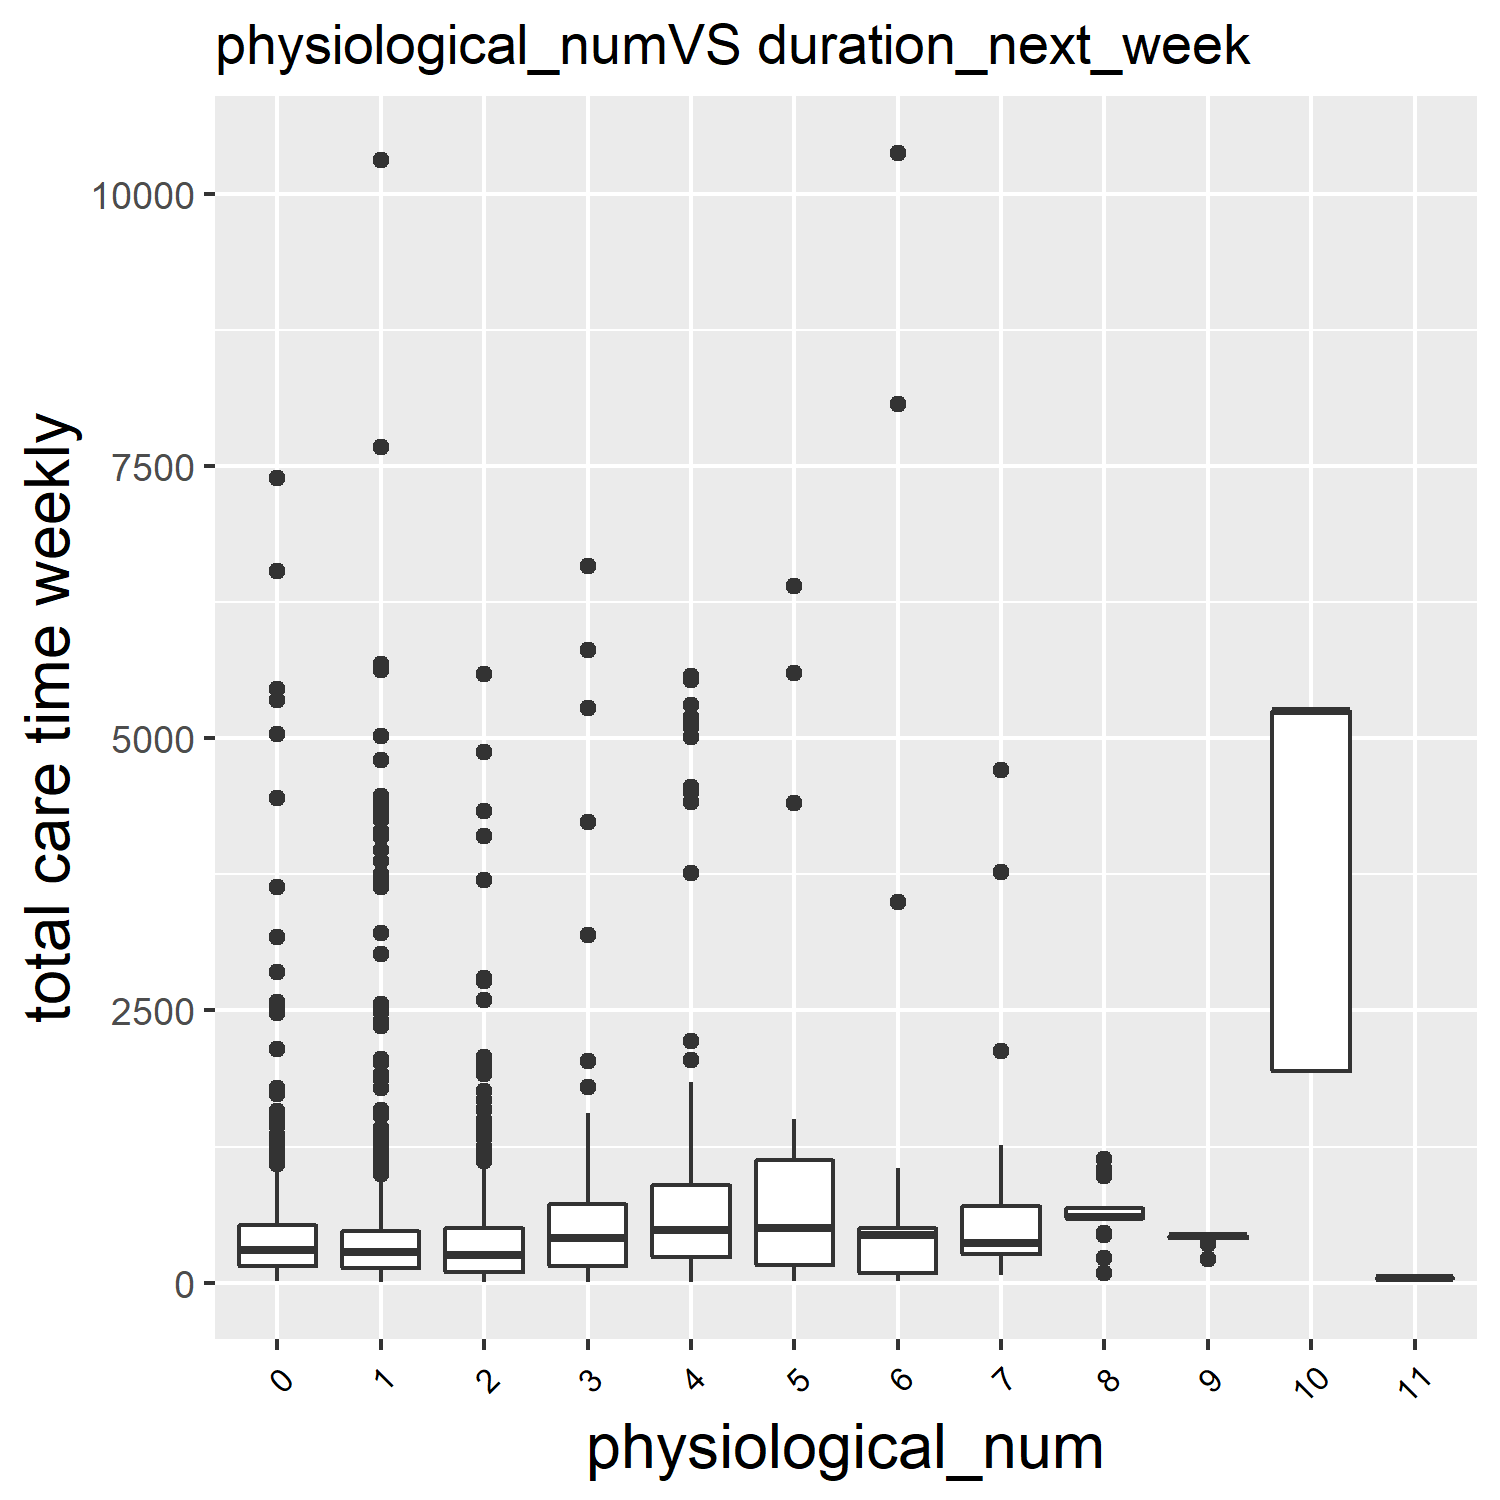 physiological_numVS duration_next_week
total care time weekly
10000
7500
5000
2500
0
0 1 2 3 4 5 6 7 8 9 10 11
physiological_num